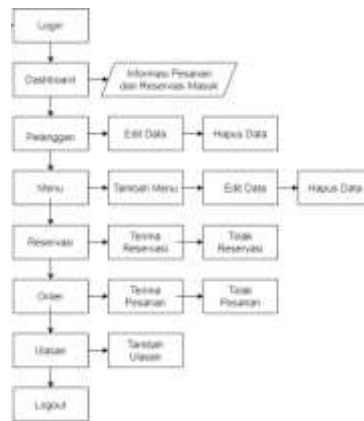 Login
Dashboard
Informasi Pesanan
dan Reservasi Masuk
Pelanggan
Edit Data
Hapus Data
Menu
Tambah Menu
Edit Data
Hapus Data
Reservasi
Terima
Reservasi
Tolak
Reservasi
Order
Terima
Pesanan
Tolak
Pesanan
Ulasan
Tambah
Ulasan
Logout